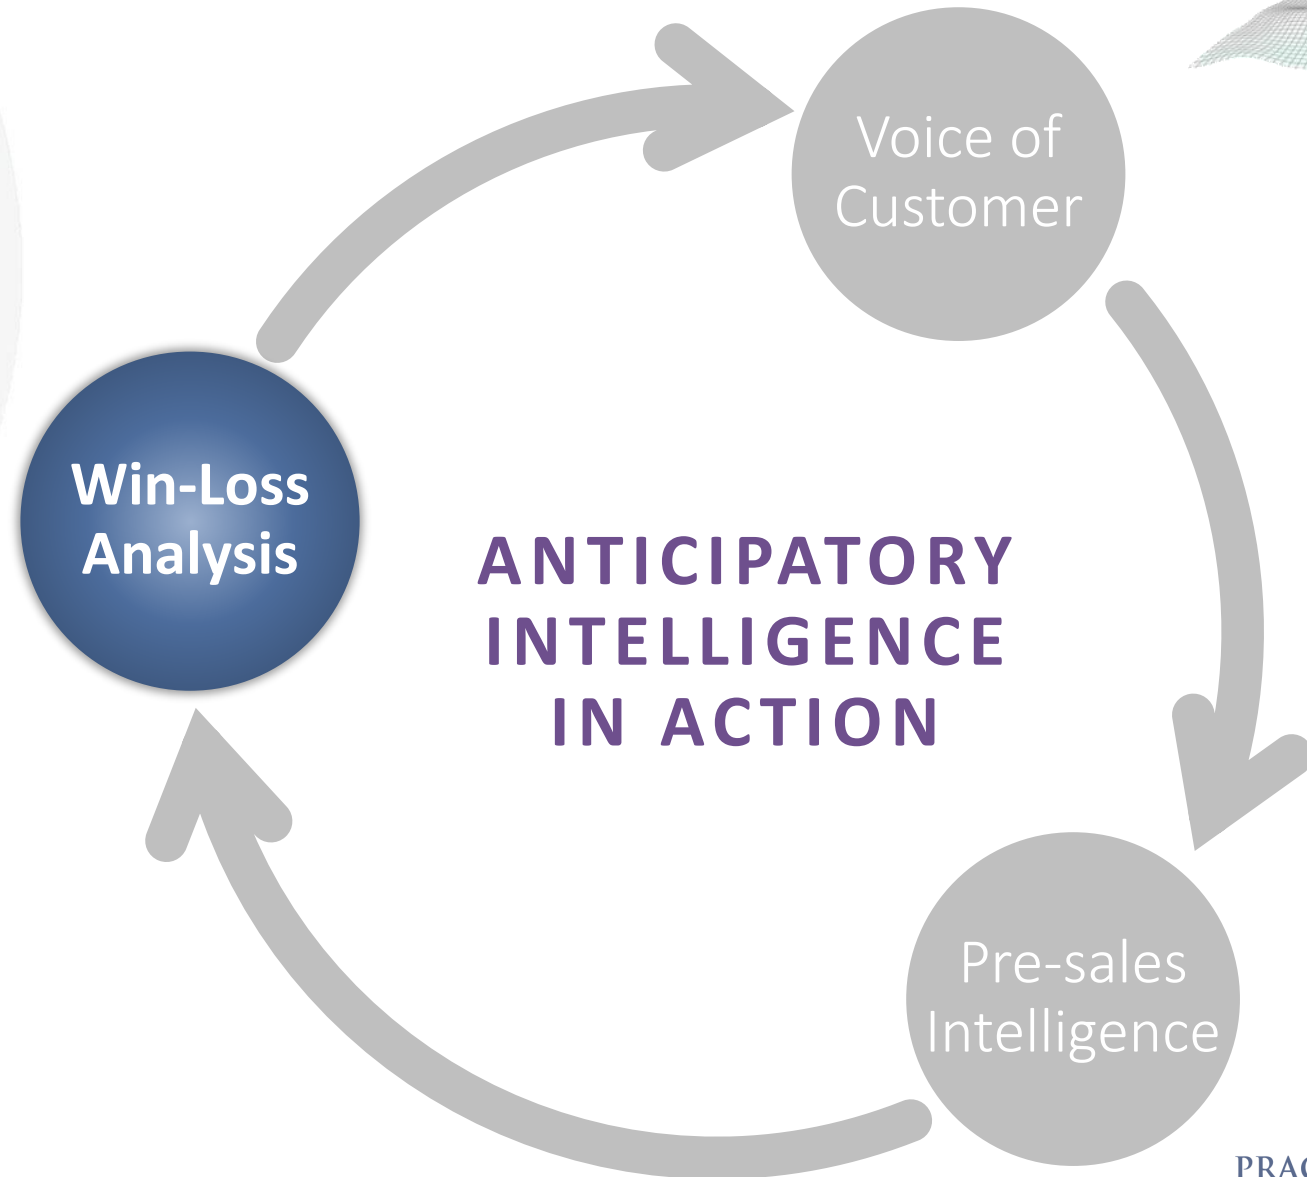 Voice of
Customer
Win-Loss
Analysis
ANTICIPATORY
INTELLIGENCE
IN ACTION
Pre-sales
Intelligence